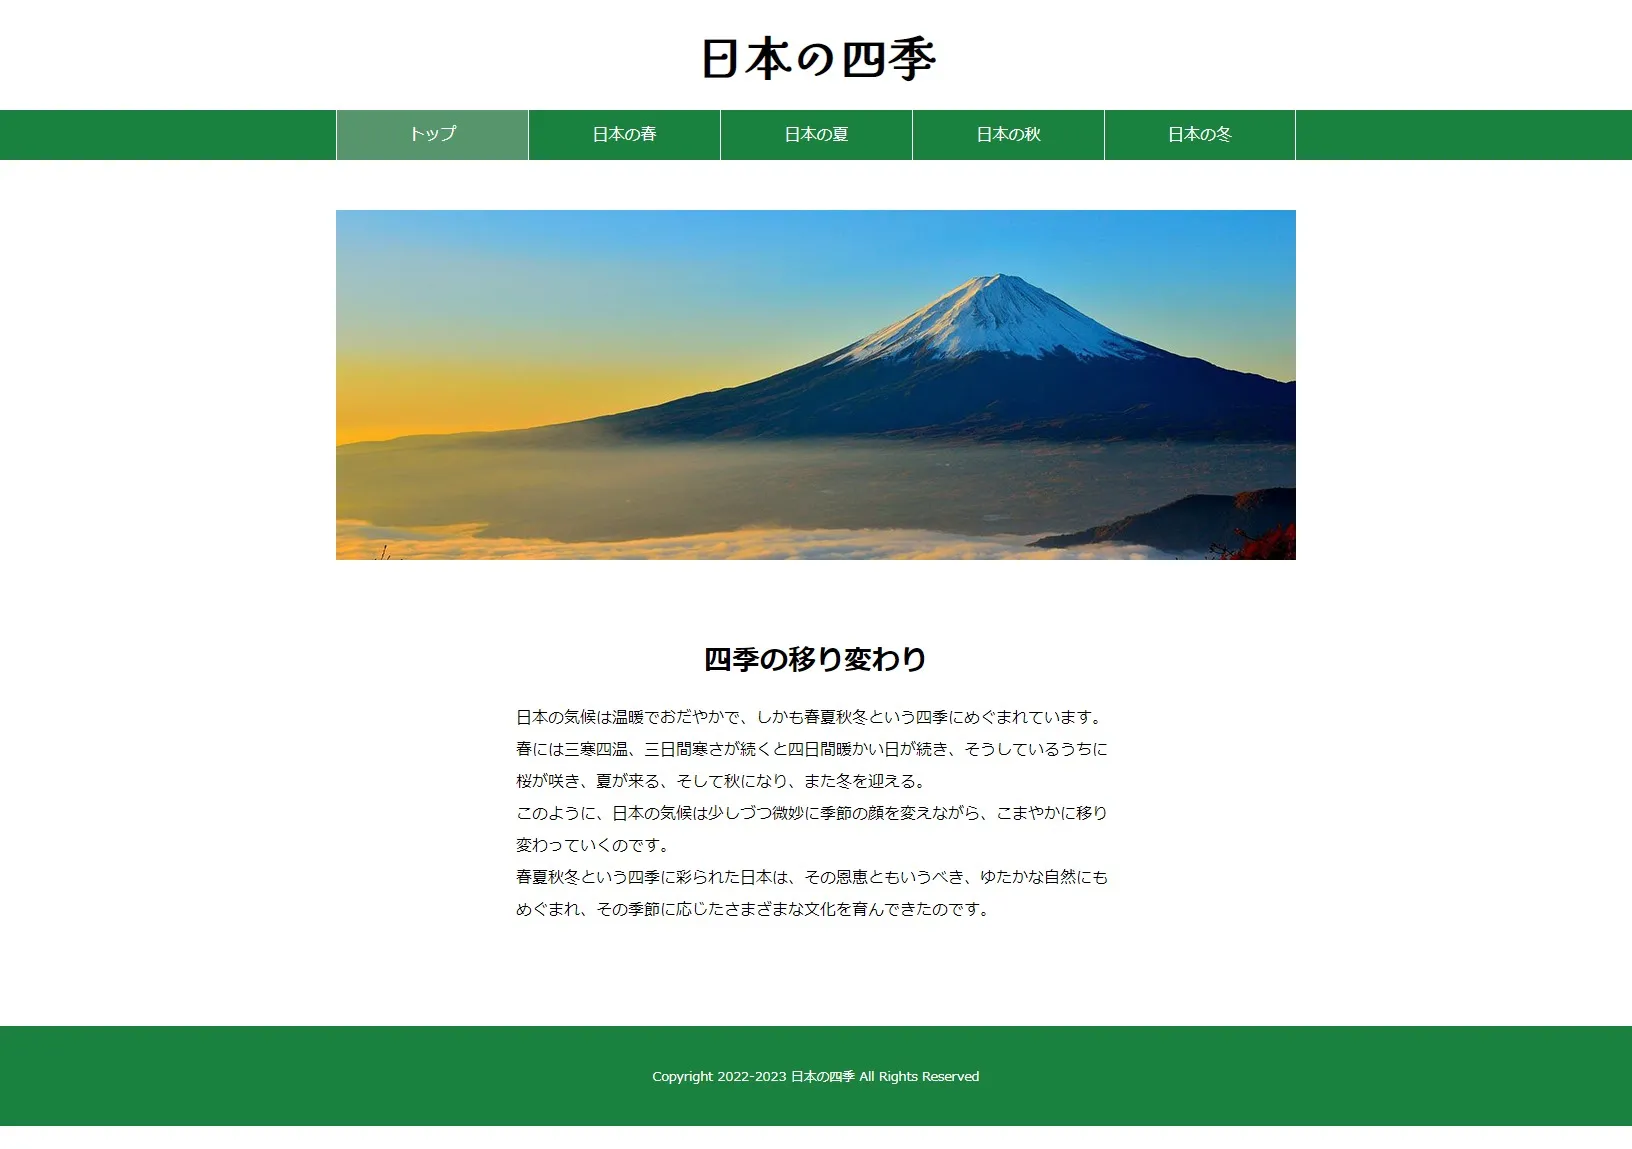 日本の四季
トップ
日本の春
日本の夏
日本の秋
日本の冬
四季の移り変わり
日本の気候は温暖でおだやかで、しかも春夏秋冬という四季にめぐまれています。
春には三寒四温、三日間寒さが続くと四日間暖かい日が続き、そうしているうちに
桜が咲き、夏が来る、そして秋になり、また冬を迎える。
このように、日本の気候は少しづつ微妙に季節の顔を変えながら、こまやかに移り
変わっていくのです。
春夏秋冬という四季に彩られた日本は、その恩恵ともいうべき、ゆたかな自然にも
めぐまれ、その季節に応じたさまざまな文化を育んできたのです。
Copyright 2022-2023 日本の四季 All Rights Reserved